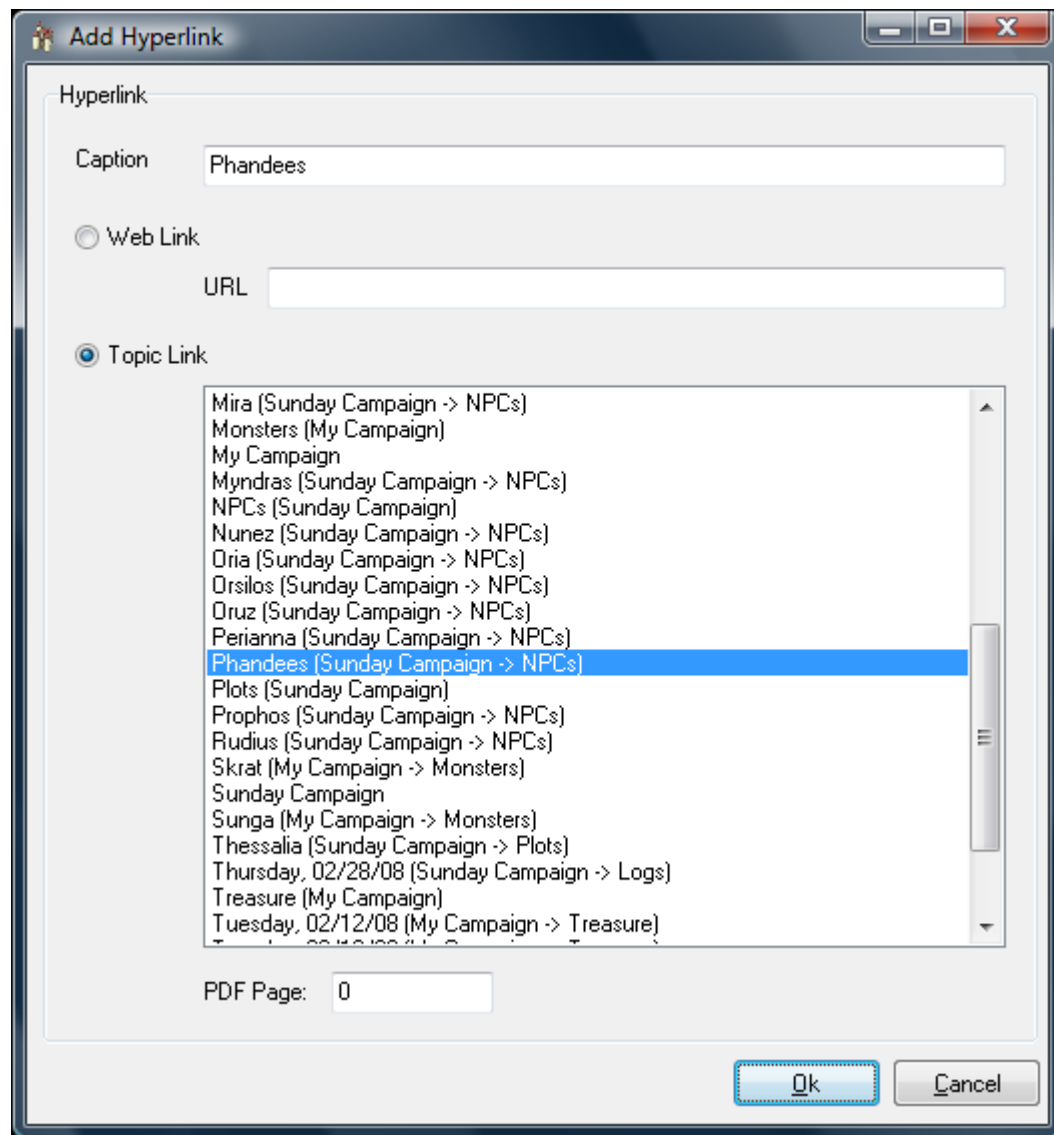 Add Hyperlink
Hyperlink
Caption Phandees
Web Link
URL
Topic Link
Mira (Sunday Campaign -> NPCs)
Monsters (My Campaign)
My Campaign
Myndras (Sunday Campaign -> NPCs)
NPCs (Sunday Campaign)
Nunez (Sunday Campaign -> NPCs)
Oria (Sunday Campaign -> NPCs)
Orsilos (Sunday Campaign -> NPCs)
Oruz (Sunday Campaign -> NPCs)
Perianna (Sunday Campaign -> NPCs)
Phandees (Sunday Campaign -> NPCs)
Plots (Sunday Campaign)
Prophos (Sunday Campaign -> NPCs)
Rudius (Sunday Campaign -> NPCs)
Skrat (My Campaign -> Monsters)
Sunday Campaign
Sunga (My Campaign -> Monsters)
Thessalia (Sunday Campaign -> Plots)
Thursday, 02/28/08 (Sunday Campaign -> Logs)
Treasure (My Campaign)
Tuesday, 02/12/08 (My Campaign -> Treasure)
PDF Page: 0
Ok Cancel